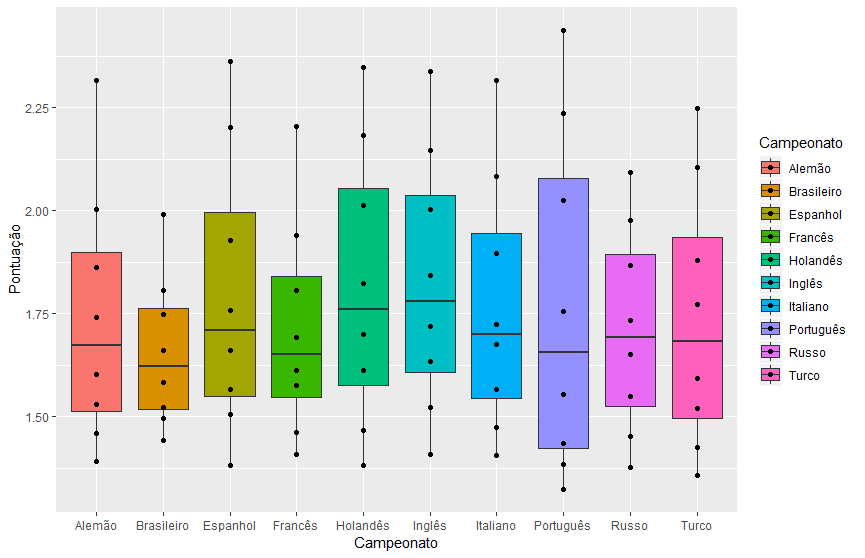 Pontuação
2.25
2.00
1.75
1.50
Alemão Brasileiro Espanhol Francês Holandês Inglês Italiano Português Russo Turco
Campeonato
Campeonato
Alemão
Brasileiro
Espanhol
Francês
Holandês
Inglês
Italiano
Português
Russo
Turco